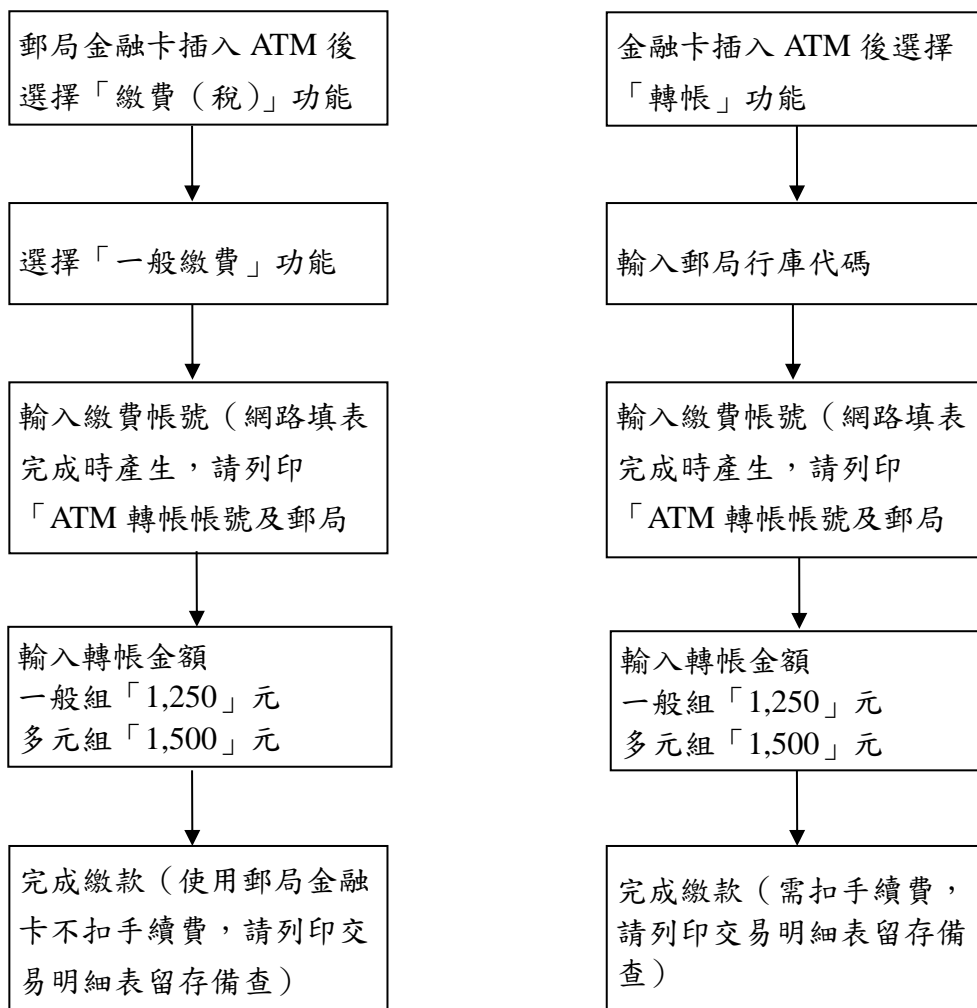 郵局金融卡插入 ATM 後
選擇「繳費（稅）」功能
選擇「一般繳費」功能
輸入繳費帳號（網路填表
完成時產生，請列印
「ATM 轉帳帳號及郵局
輸入轉帳金額
一般組「1,250」元
多元組「1,500」元
完成繳款（使用郵局金融
卡不扣手續費，請列印交
易明細表留存備查）
金融卡插入 ATM 後選擇
「轉帳」功能
輸入郵局行庫代碼
輸入繳費帳號（網路填表
完成時產生，請列印
「ATM 轉帳帳號及郵局
輸入轉帳金額
一般組「1,250」元
多元組「1,500」元
完成繳款（需扣手續費，
請列印交易明細表留存備
查）